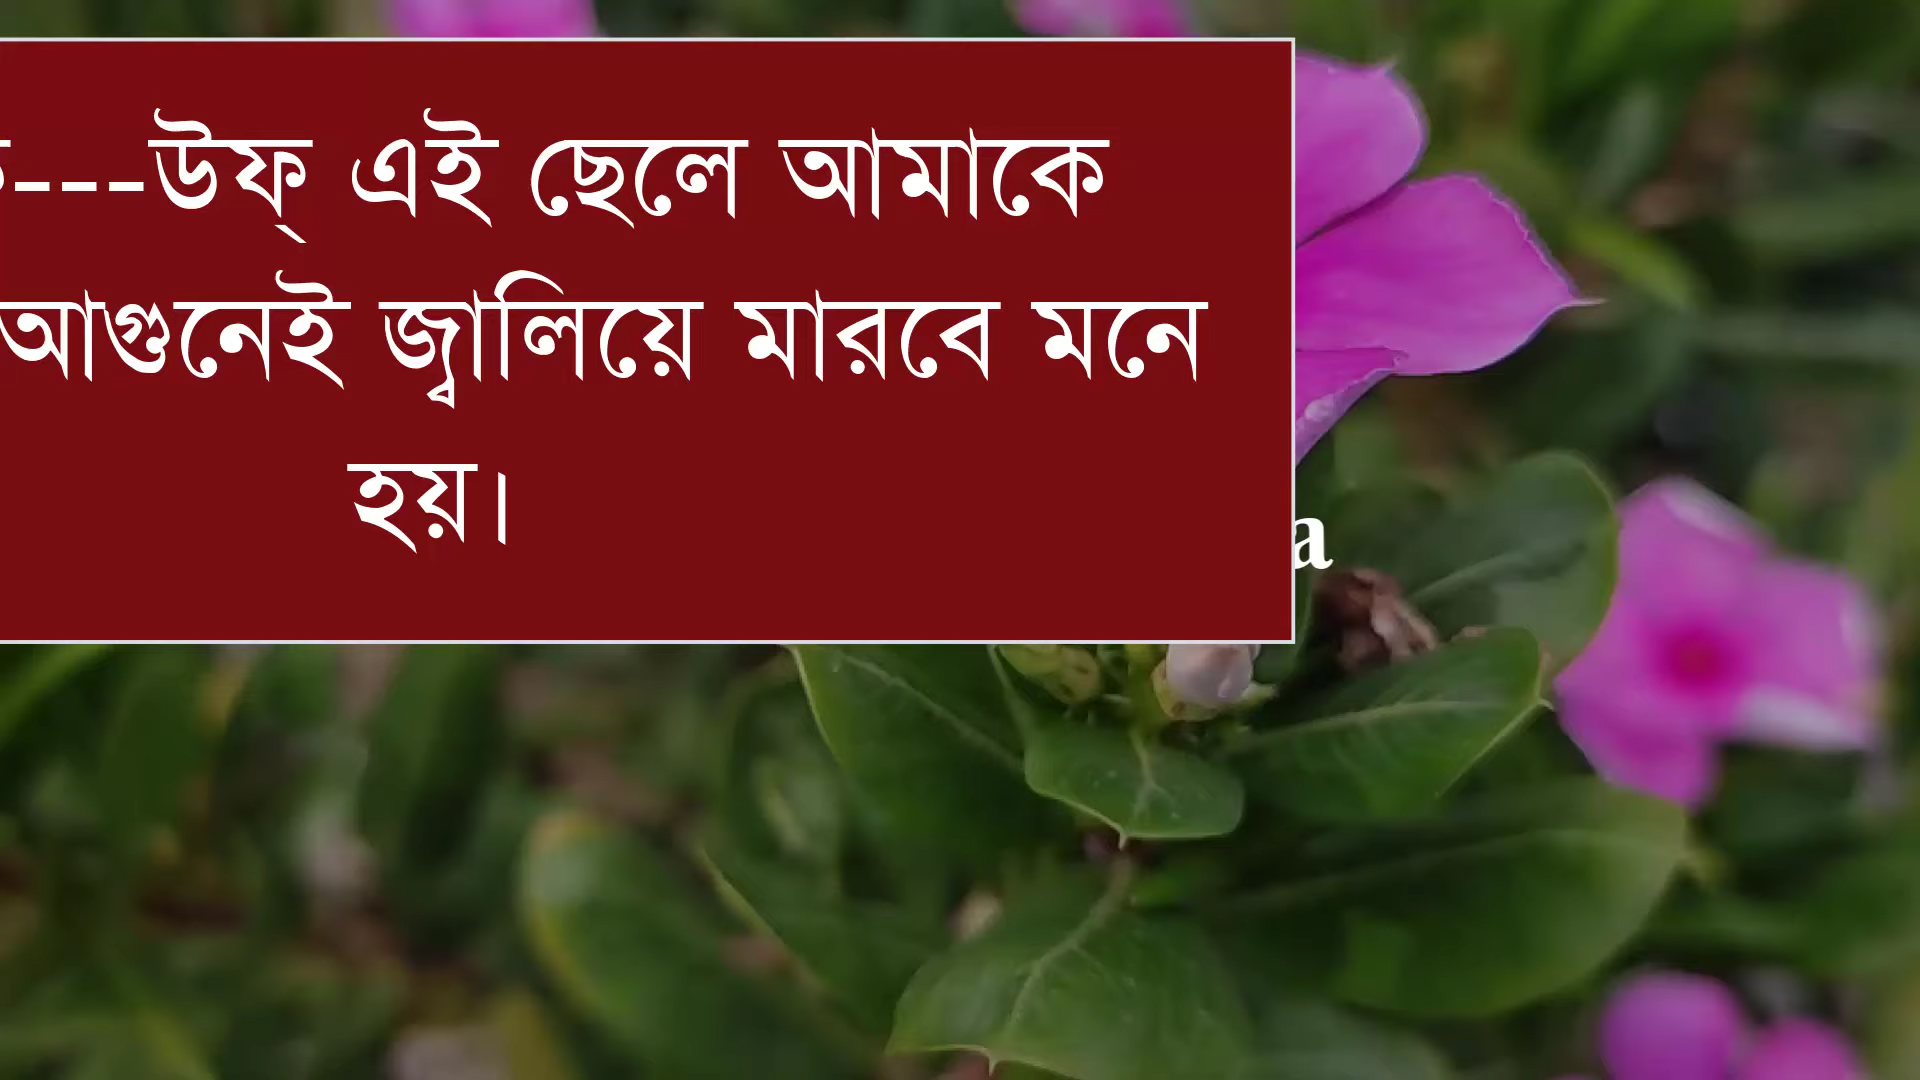 ---উফ্ এই ছেলে আমাকে
আগুনেই জ্বালিয়ে মারবে মনে
হয়।
a